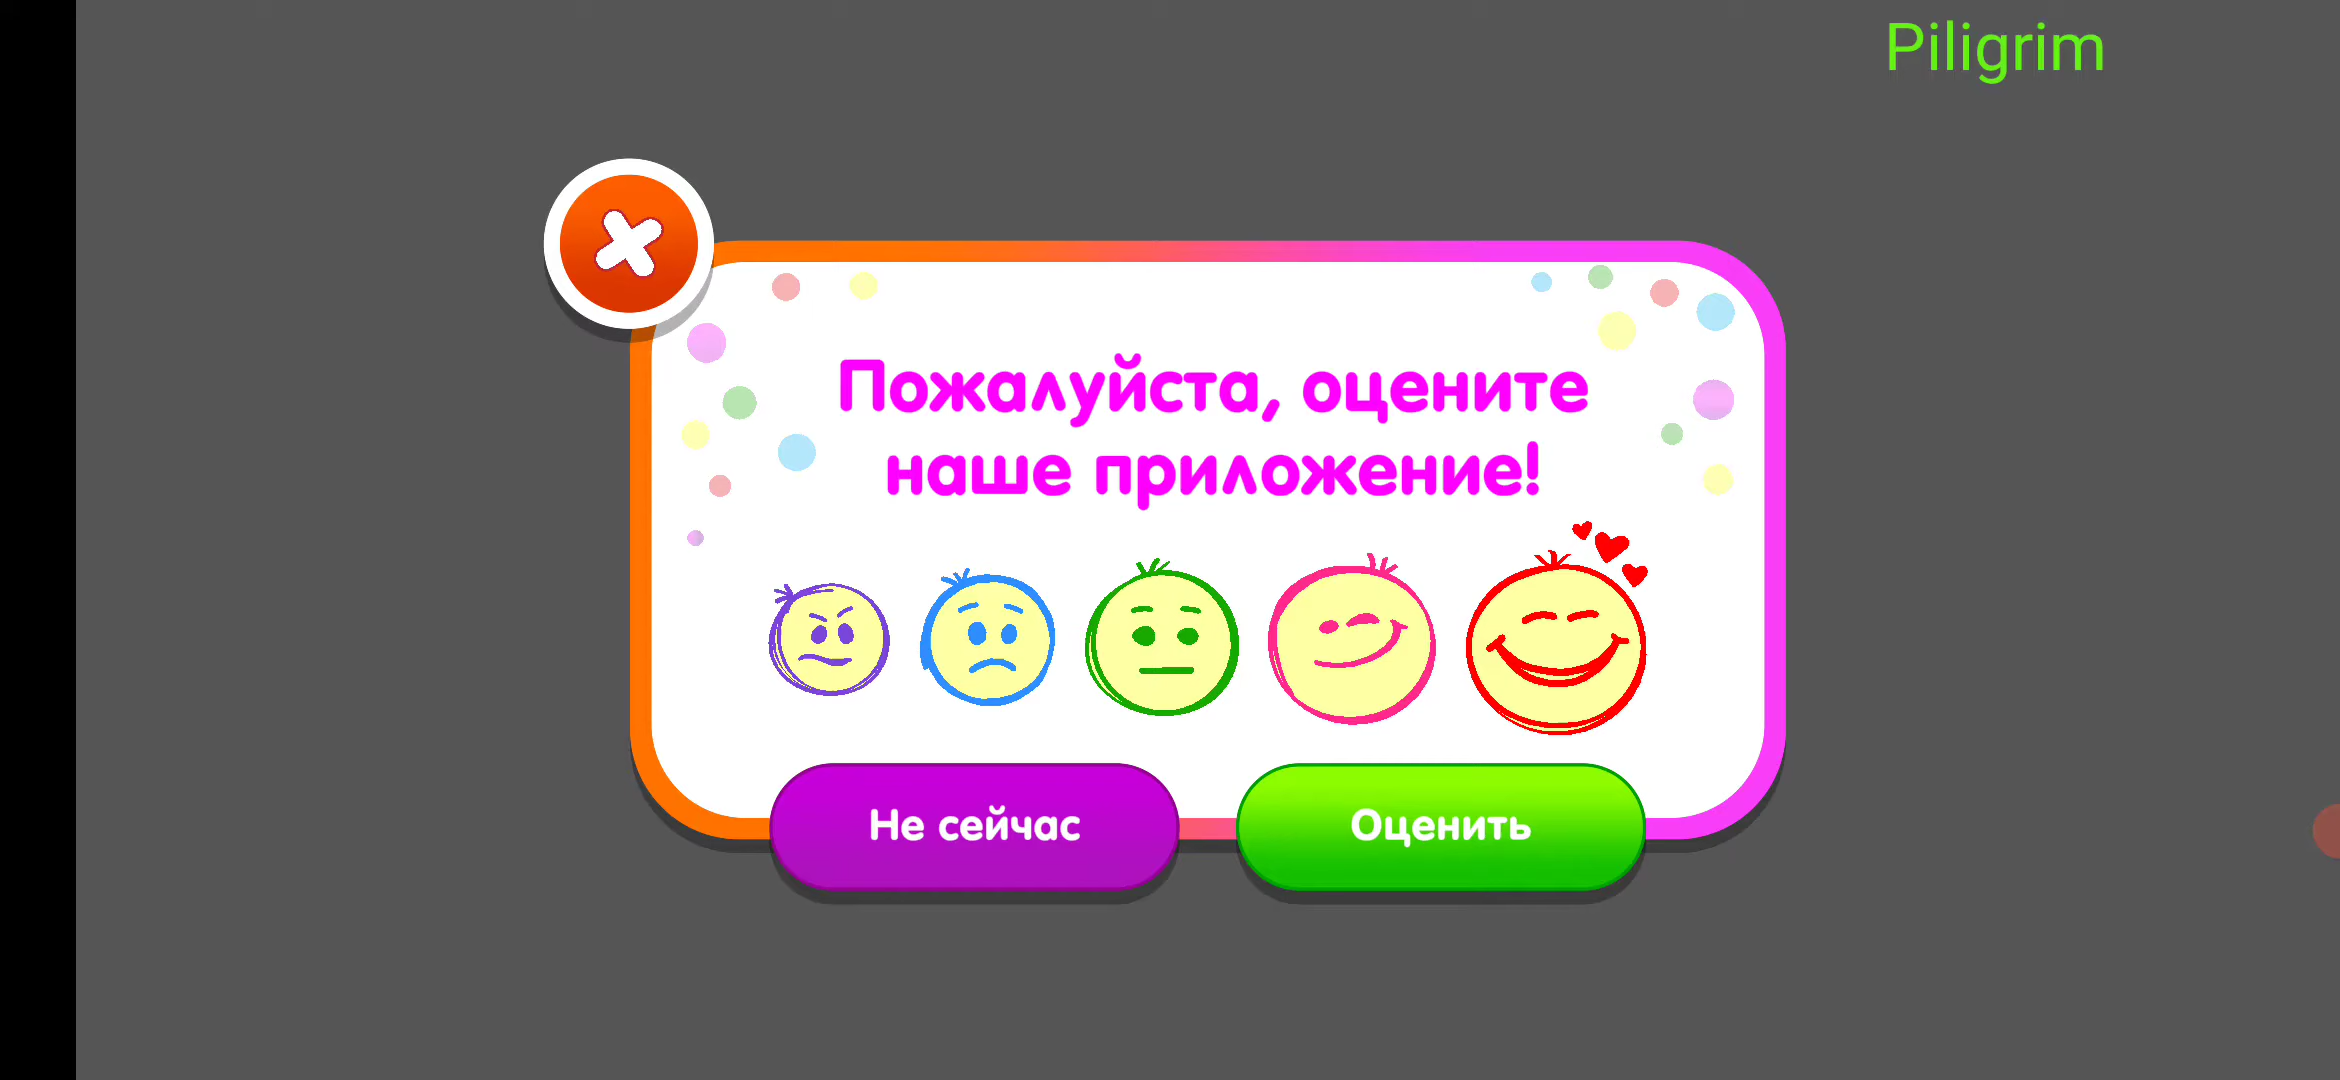 Piligrim
Пожалуйста, оцените
наше приложение!
Не сейчас
Оценить